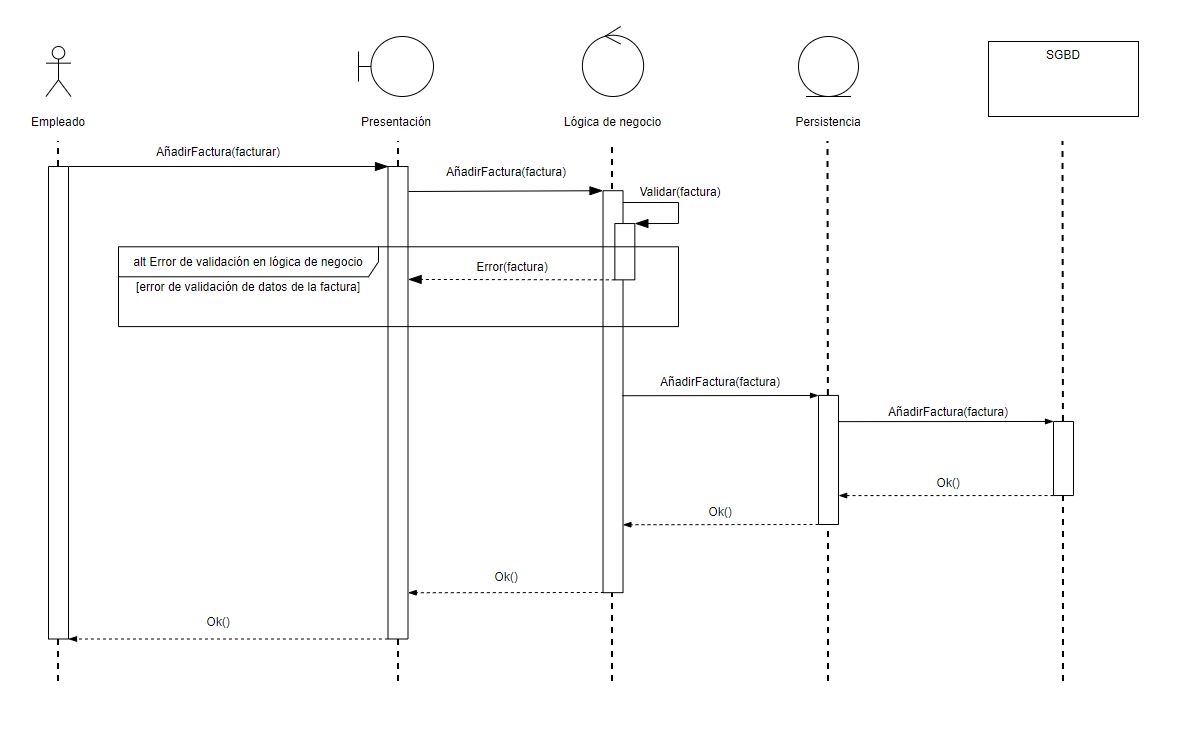 SGBD
Empleado
Presentación
Lógica de negocio
Persistencia
AñadirFactura(facturar)
AñadirFactura(factura)
Validar(factura)
alt Error de validación en lógica de negocio
Error(factura)
[error de validación de datos de la factura]
AñadirFactura(factura)
AñadirFactura(factura)
Ok()
Ok()
Ok()
Ok()